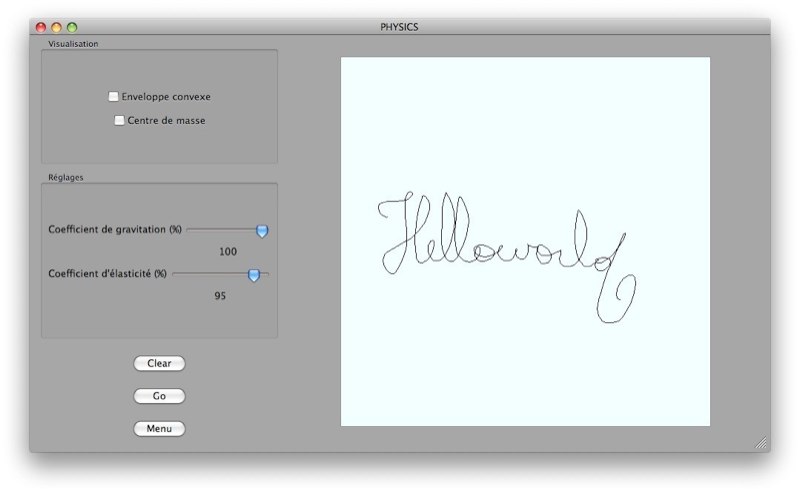 PHYSICS
Visualisation
Enveloppe convexe
Centre de masse
Réglages
Coefficient de gravitation (%)
100
Coefficient d'élasticité (%)
95
Clear
Go
Menu
Helloworld